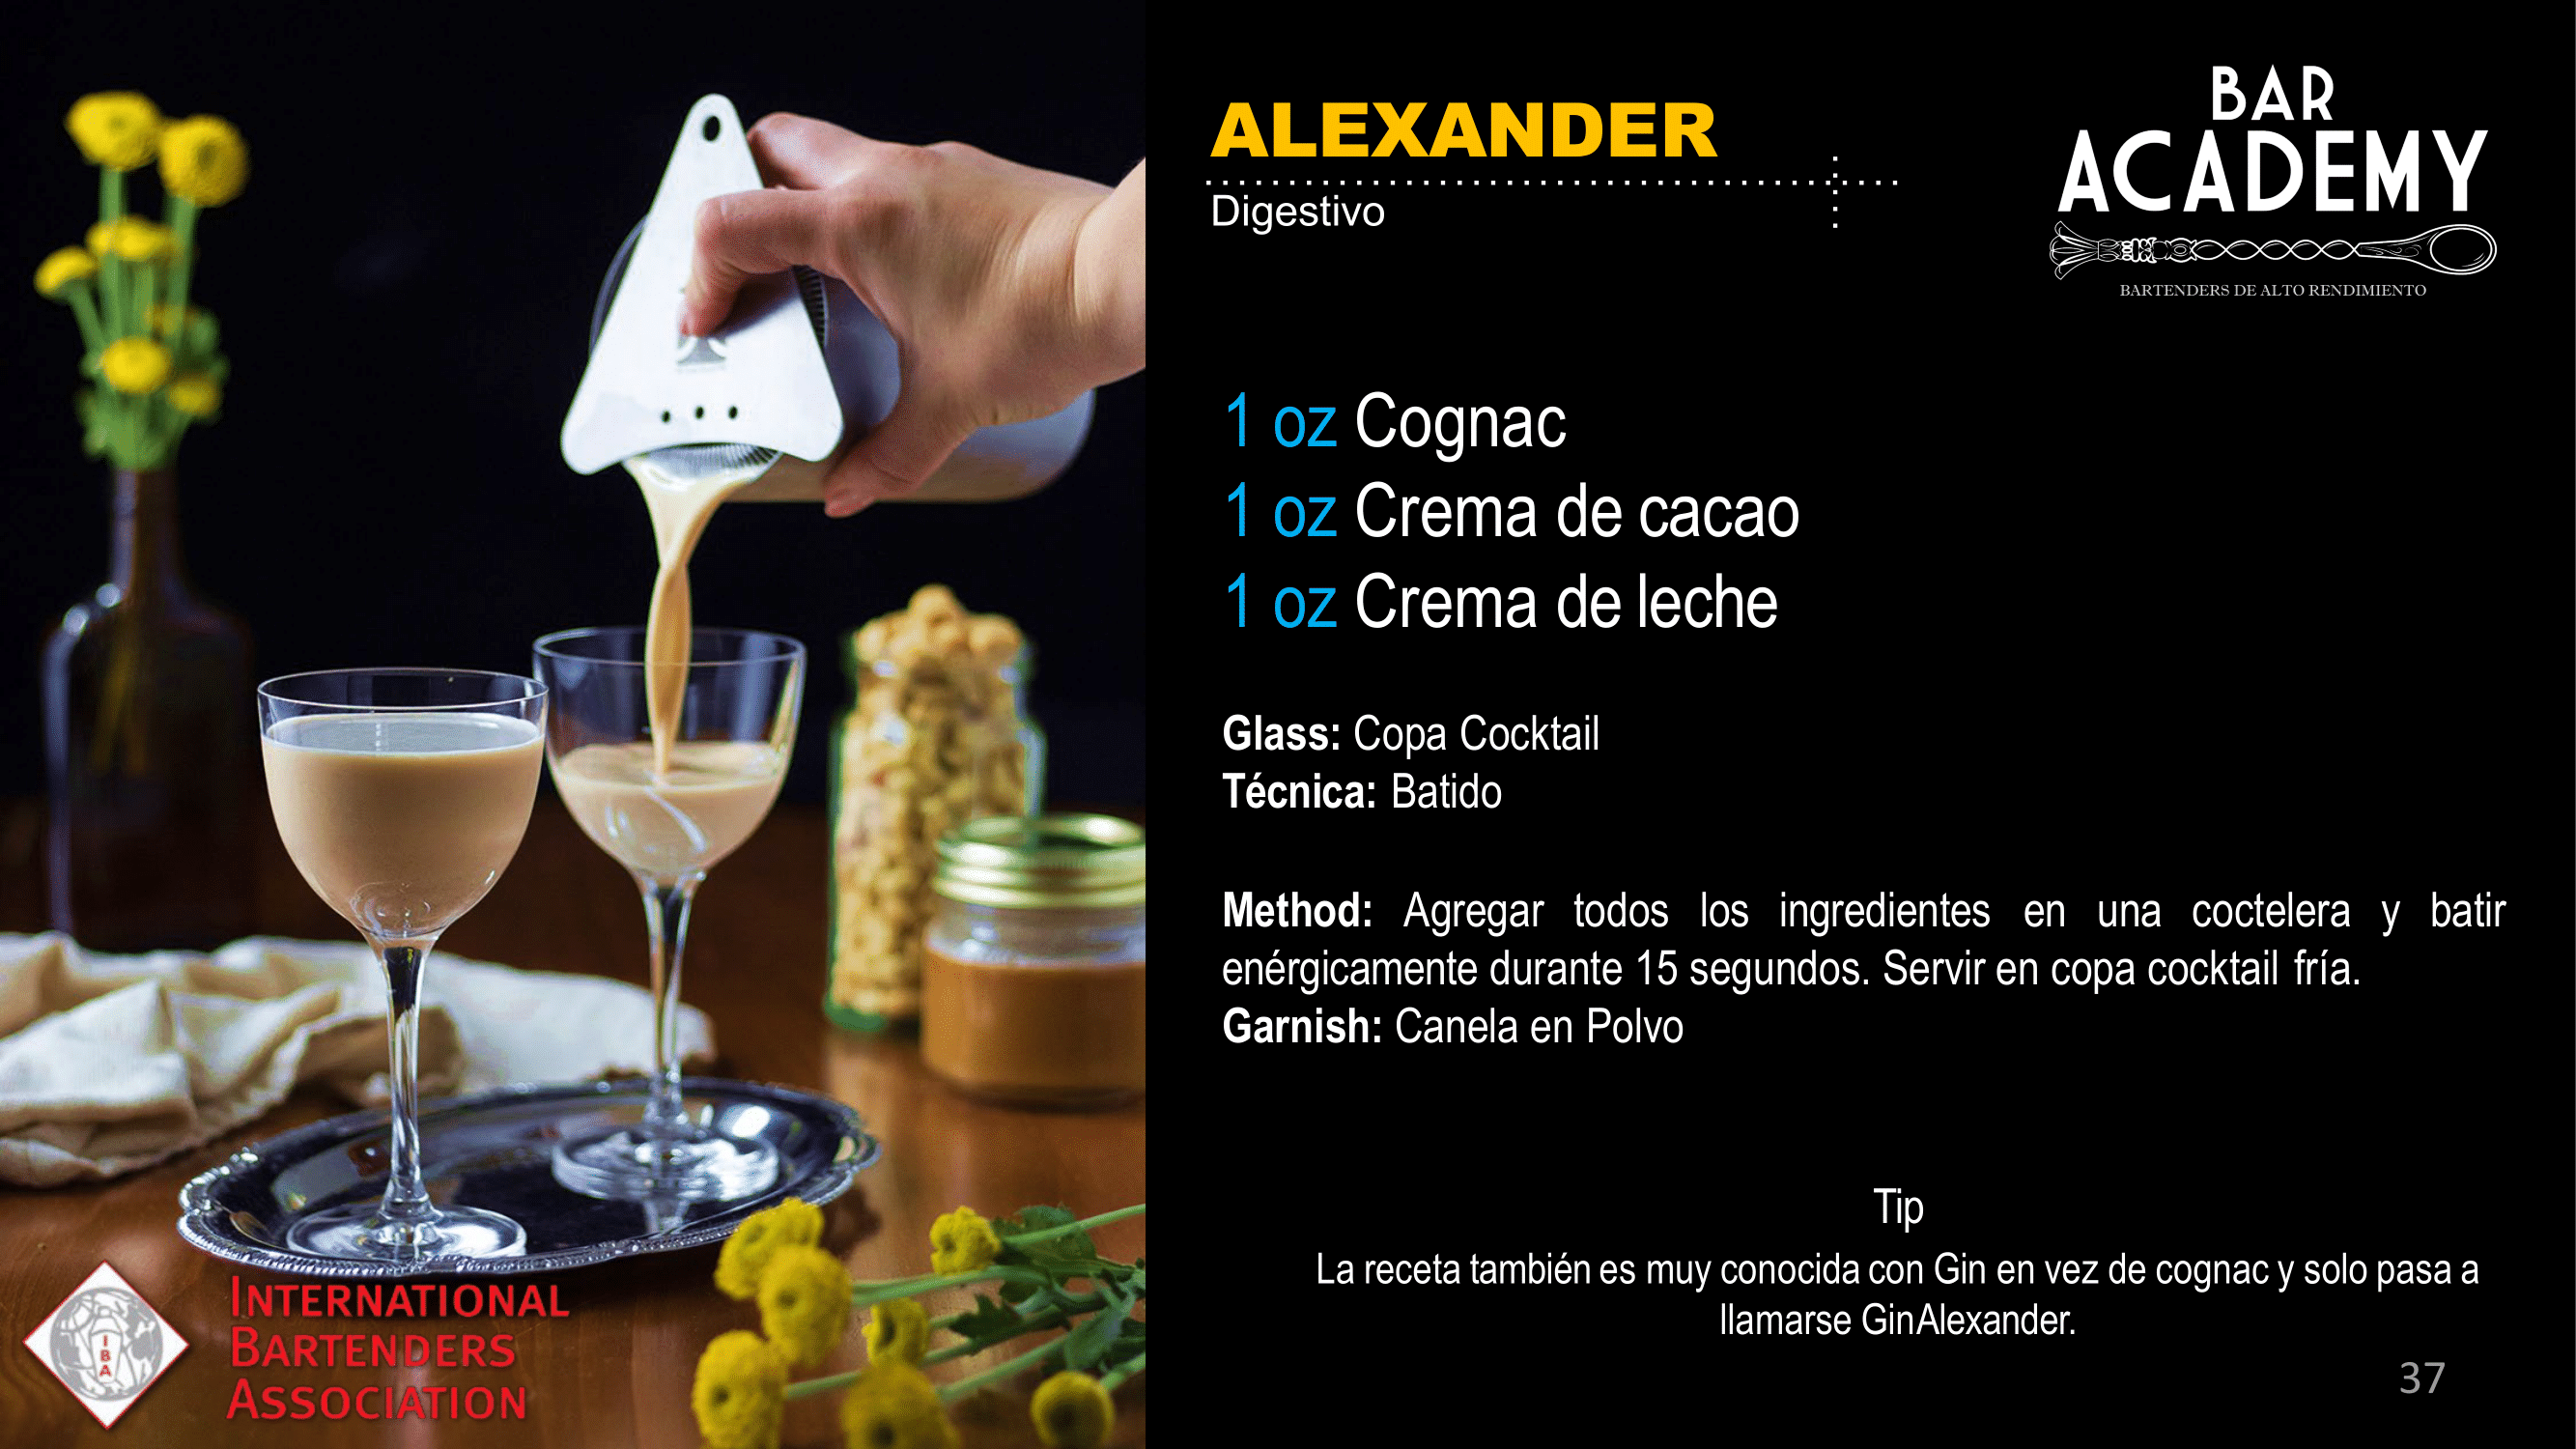 ALEXANDER
Digestivo
BAR
ACADEMY
BARTENDERS DE ALTO RENDIMIENTO
1 oz Cognac
1 oz Crema de cacao
1 oz Crema de leche
Glass: Copa Cocktail
Técnica: Batido
Method: Agregar todos los ingredientes en una coctelera y batir
enérgicamente durante 15 segundos. Servir en copa cocktail fría.
Garnish: Canela en Polvo
Tip
La receta también es muy conocida con Gin en vez de cognac y solo pasa a
llamarse GinAlexander.
IBA
INTERNATIONAL
BARTENDERS
ASSOCIATION
37